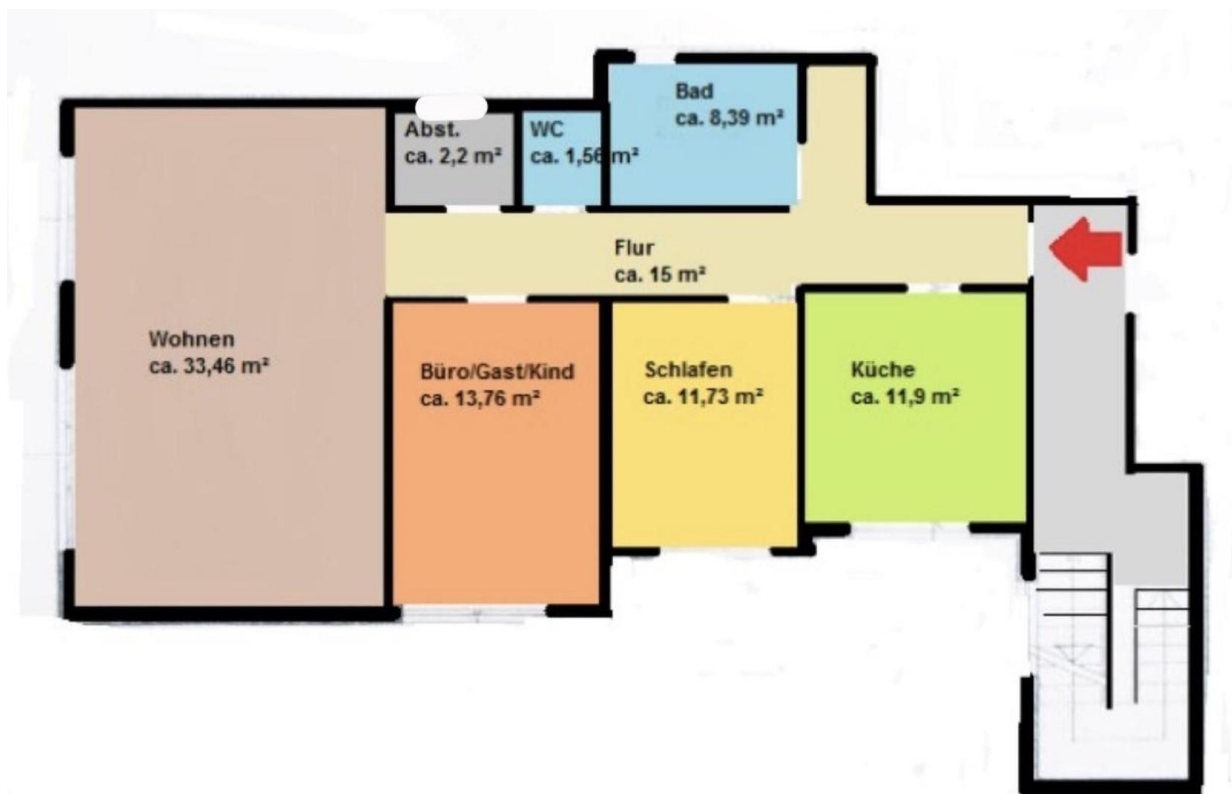 Bad
ca. 8,39 m²
Abst.
ca. 2,2 m²
WC
ca. 1,56 m²
Flur
ca. 15 m²
Wohnen
ca. 33,46 m²
Büro/Gast/Kind
ca. 13,76 m²
Schlafen
ca. 11,73 m²
Küche
ca. 11,9 m²